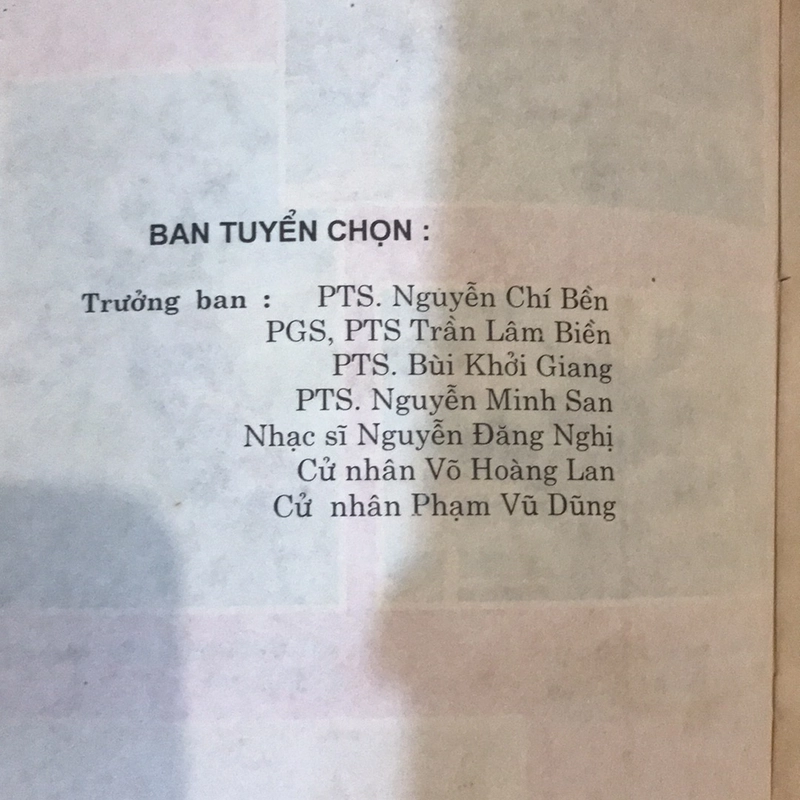 BAN TUYỂN CHỌN :
Trưởng ban : PTS. Nguyễn Chí Bền
PGS, PTS Trần Lâm Biền
PTS. Bùi Khởi Giang
PTS. Nguyễn Minh San
Nhạc sĩ Nguyễn Đăng Nghị
Cử nhân Võ Hoàng Lan
Cử nhân Phạm Vũ Dũng